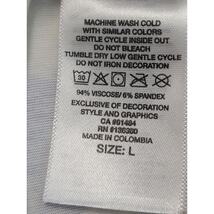 MACHINE WASH COLD
WITH SIMILAR COLORS
GENTLE CYCLE INSIDE OUT
DO NOT BLEACH
TUMBLE DRY LOW GENTLE CYCLE
DO NOT IRON DECORATION
30
94% VISCOSE/6% SPANDEX
EXCLUSIVE OF DECORATION
STYLE AND GRAPHICS
CA #01484
RN #136380
MADE IN COLOMBIA
SIZE: L